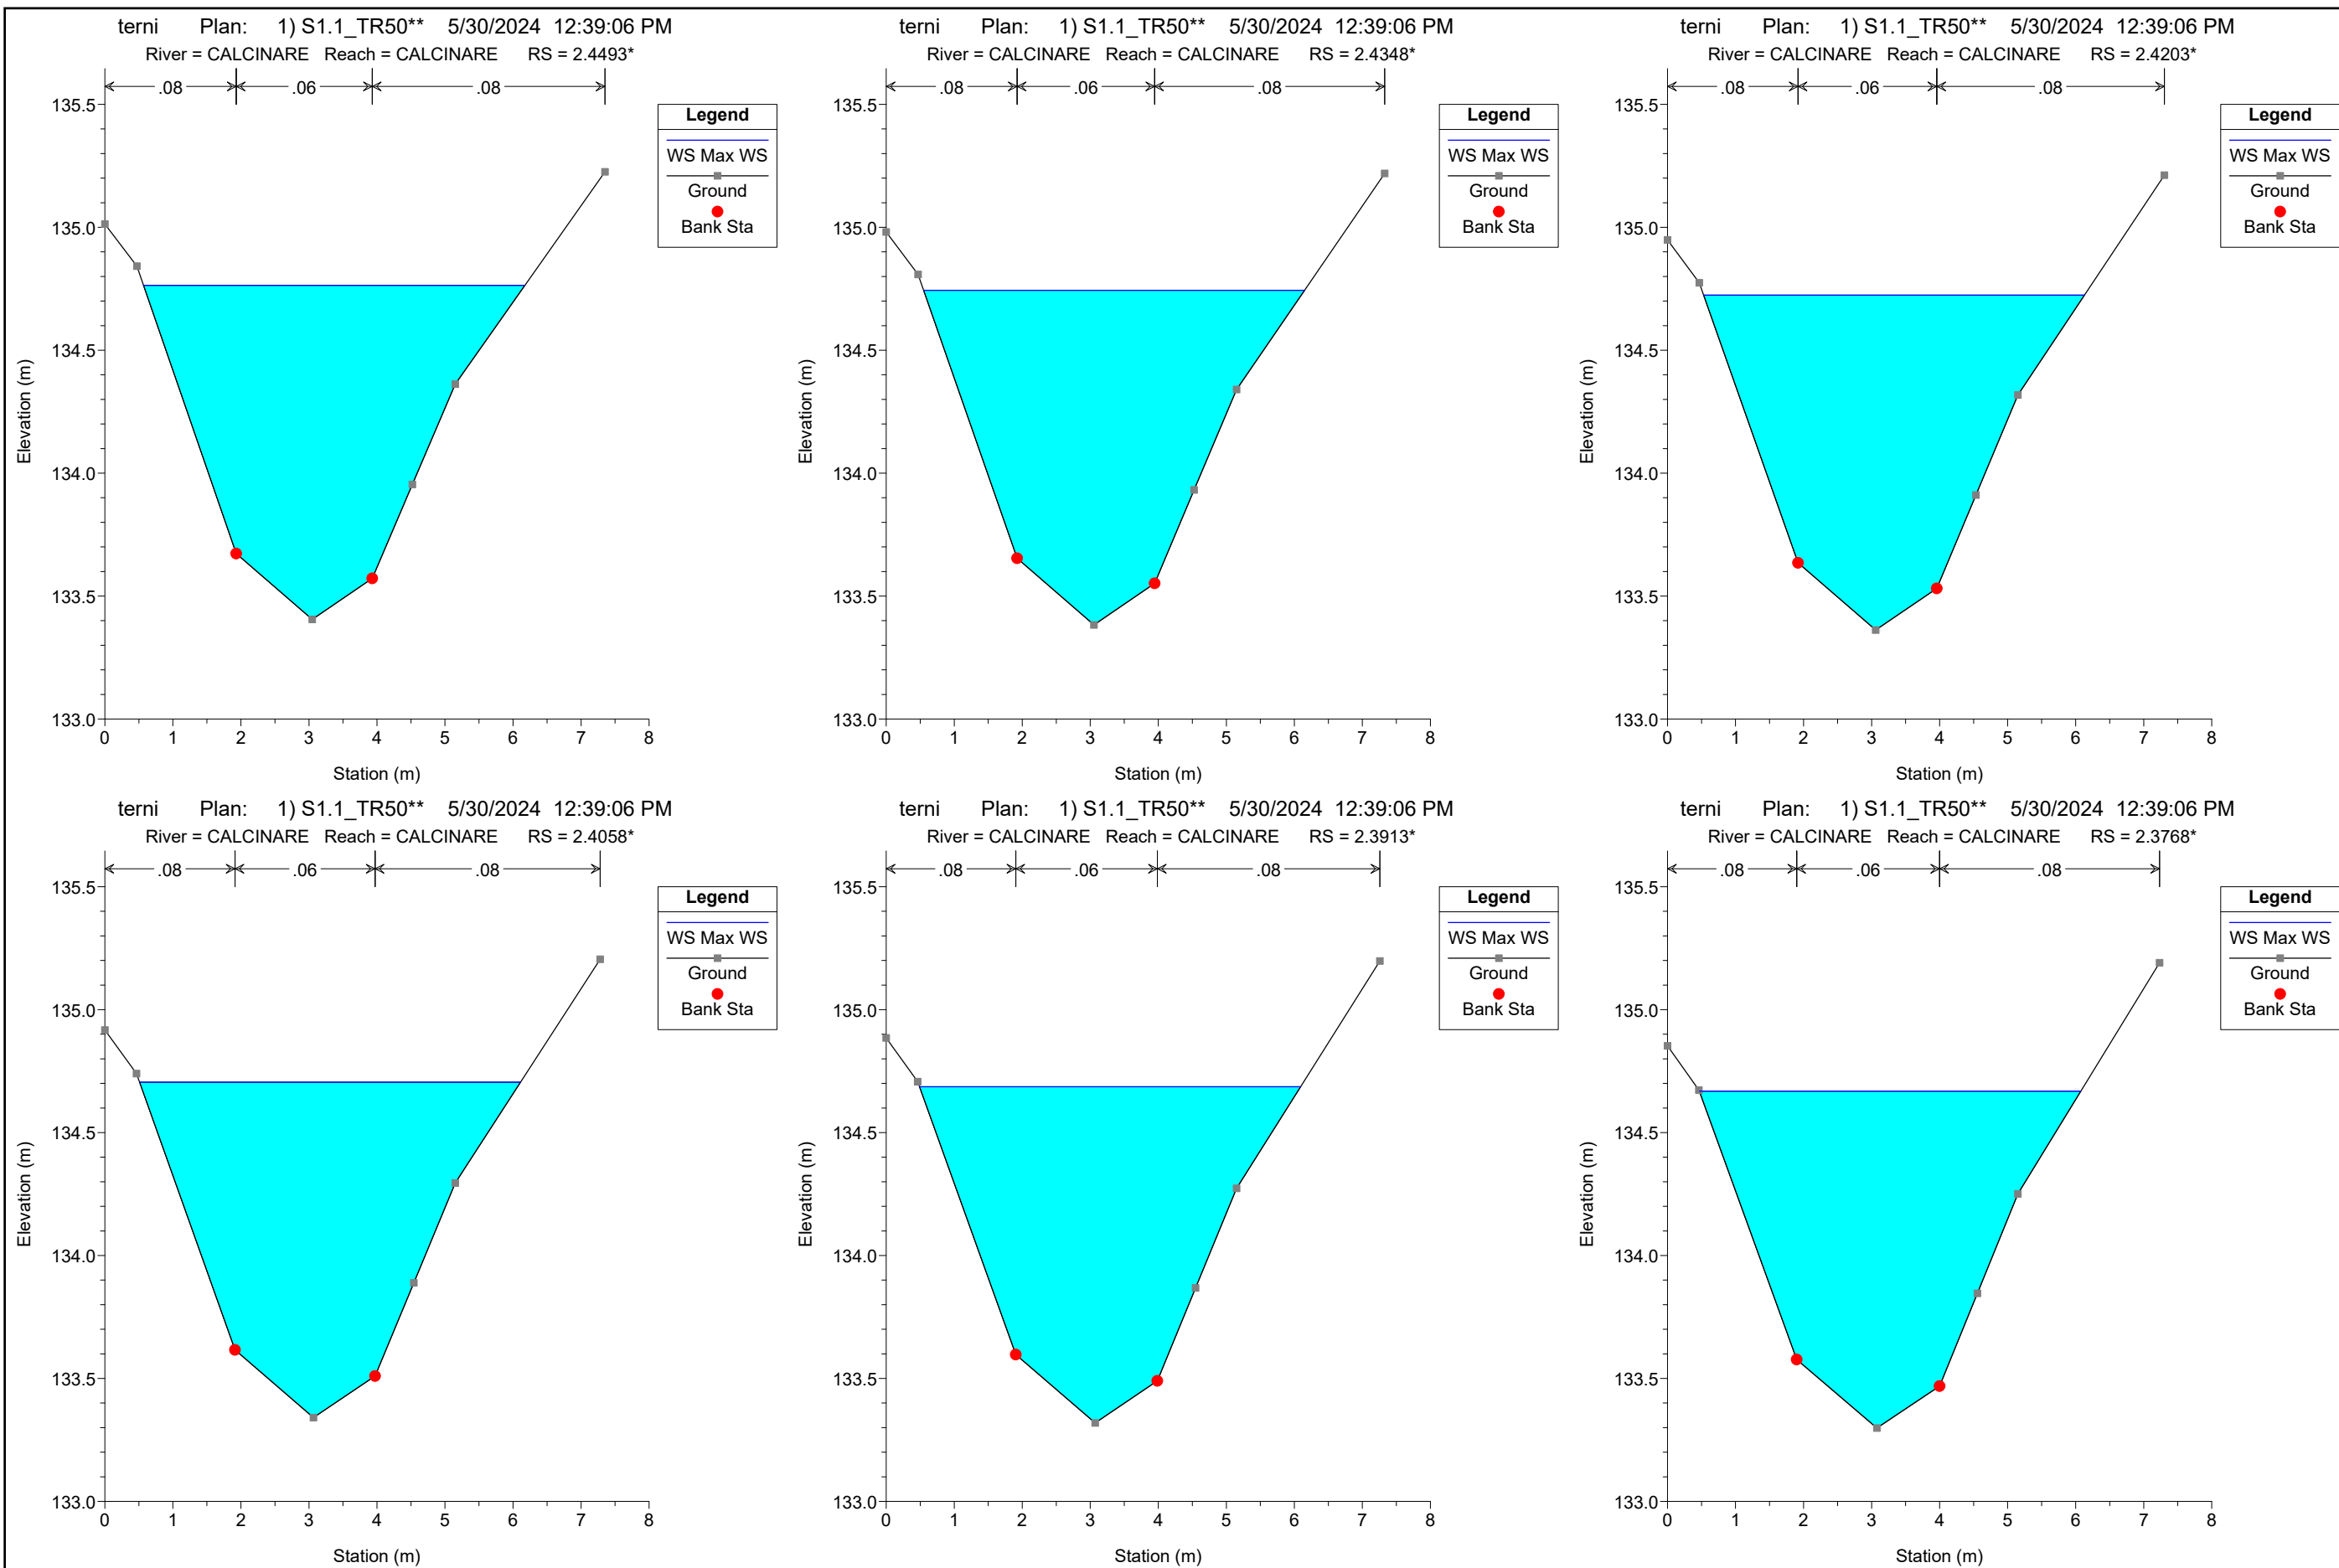 terni Plan: 1) S1.1_TR50** 5/30/2024 12:39:06 PM
River = CALCINARE Reach = CALCINARE RS = 2.4493*
.08 .06 .08
135.5
135.0
134.5
134.0
133.5
133.0
Elevation (m)
0 1 2 3 4 5 6 7 8
Station (m)
Legend
WS Max WS
Ground
Bank Sta
terni Plan: 1) S1.1_TR50** 5/30/2024 12:39:06 PM
River = CALCINARE Reach = CALCINARE RS = 2.4348*
.08 .06 .08
135.5
135.0
134.5
134.0
133.5
133.0
Elevation (m)
0 1 2 3 4 5 6 7 8
Station (m)
Legend
WS Max WS
Ground
Bank Sta
terni Plan: 1) S1.1_TR50** 5/30/2024 12:39:06 PM
River = CALCINARE Reach = CALCINARE RS = 2.4203*
.08 .06 .08
135.5
135.0
134.5
134.0
133.5
133.0
Elevation (m)
0 1 2 3 4 5 6 7 8
Station (m)
Legend
WS Max WS
Ground
Bank Sta
terni Plan: 1) S1.1_TR50** 5/30/2024 12:39:06 PM
River = CALCINARE Reach = CALCINARE RS = 2.4058*
.08 .06 .08
135.5
135.0
134.5
134.0
133.5
133.0
Elevation (m)
0 1 2 3 4 5 6 7 8
Station (m)
Legend
WS Max WS
Ground
Bank Sta
terni Plan: 1) S1.1_TR50** 5/30/2024 12:39:06 PM
River = CALCINARE Reach = CALCINARE RS = 2.3913*
.08 .06 .08
135.5
135.0
134.5
134.0
133.5
133.0
Elevation (m)
0 1 2 3 4 5 6 7 8
Station (m)
Legend
WS Max WS
Ground
Bank Sta
terni Plan: 1) S1.1_TR50** 5/30/2024 12:39:06 PM
River = CALCINARE Reach = CALCINARE RS = 2.3768*
.08 .06 .08
135.5
135.0
134.5
134.0
133.5
133.0
Elevation (m)
0 1 2 3 4 5 6 7 8
Station (m)
Legend
WS Max WS
Ground
Bank Sta